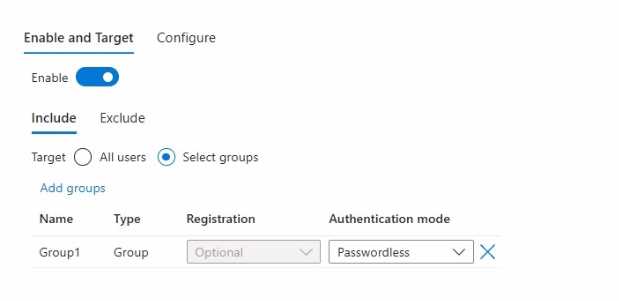 Enable and Target Configure
Enable
Include Exclude
Target All users Select groups
Add groups
Name Type Registration Authentication mode
Group1 Group Optional Passwordless